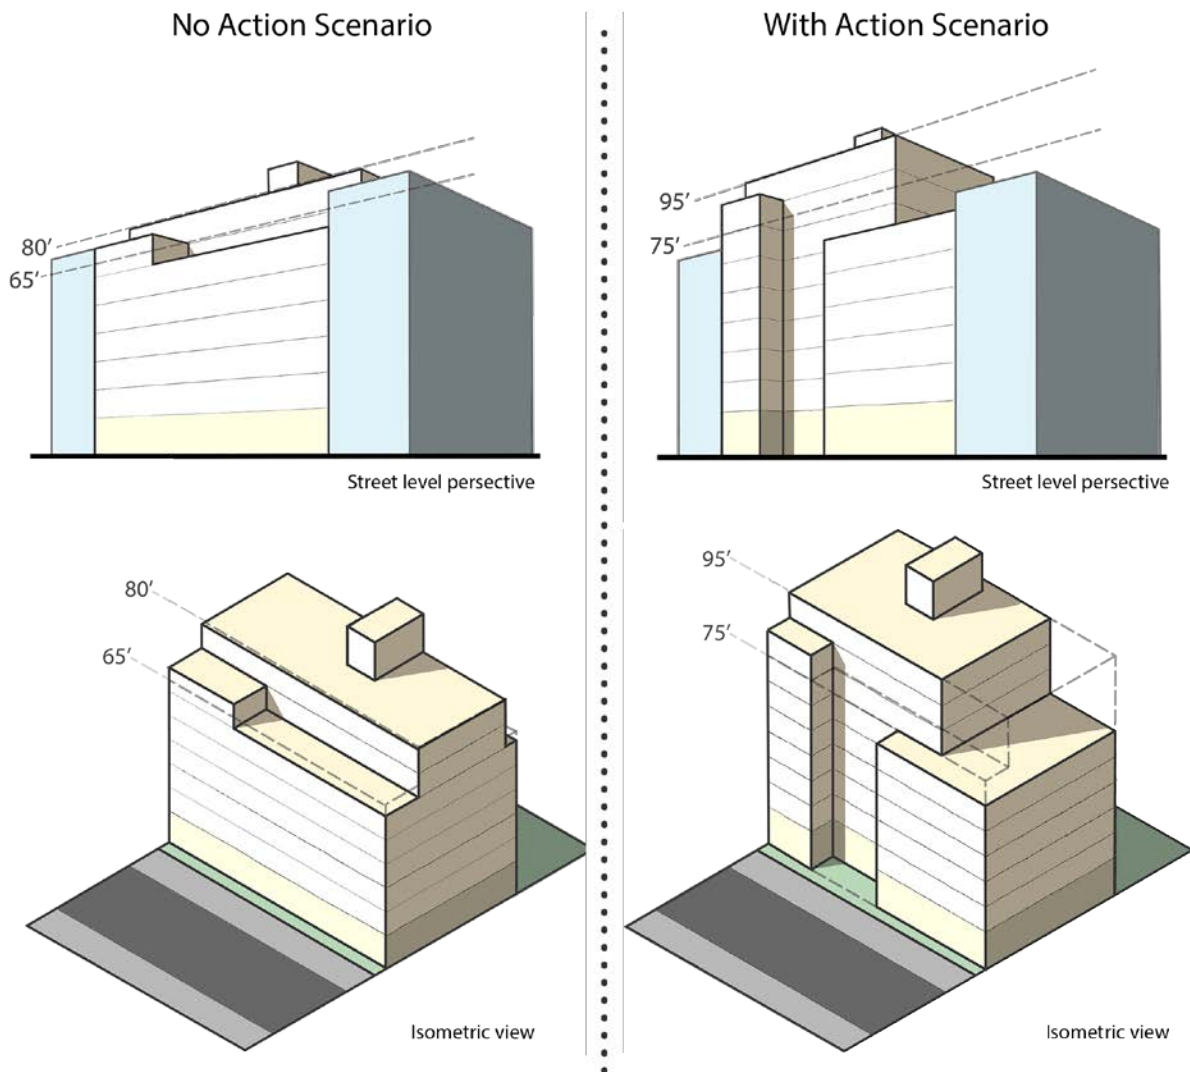 No Action Scenario
80′
65′
Street level persective
80′
65′
Isometric view
With Action Scenario
95′
75′
Street level persective
95′
75′
Isometric view